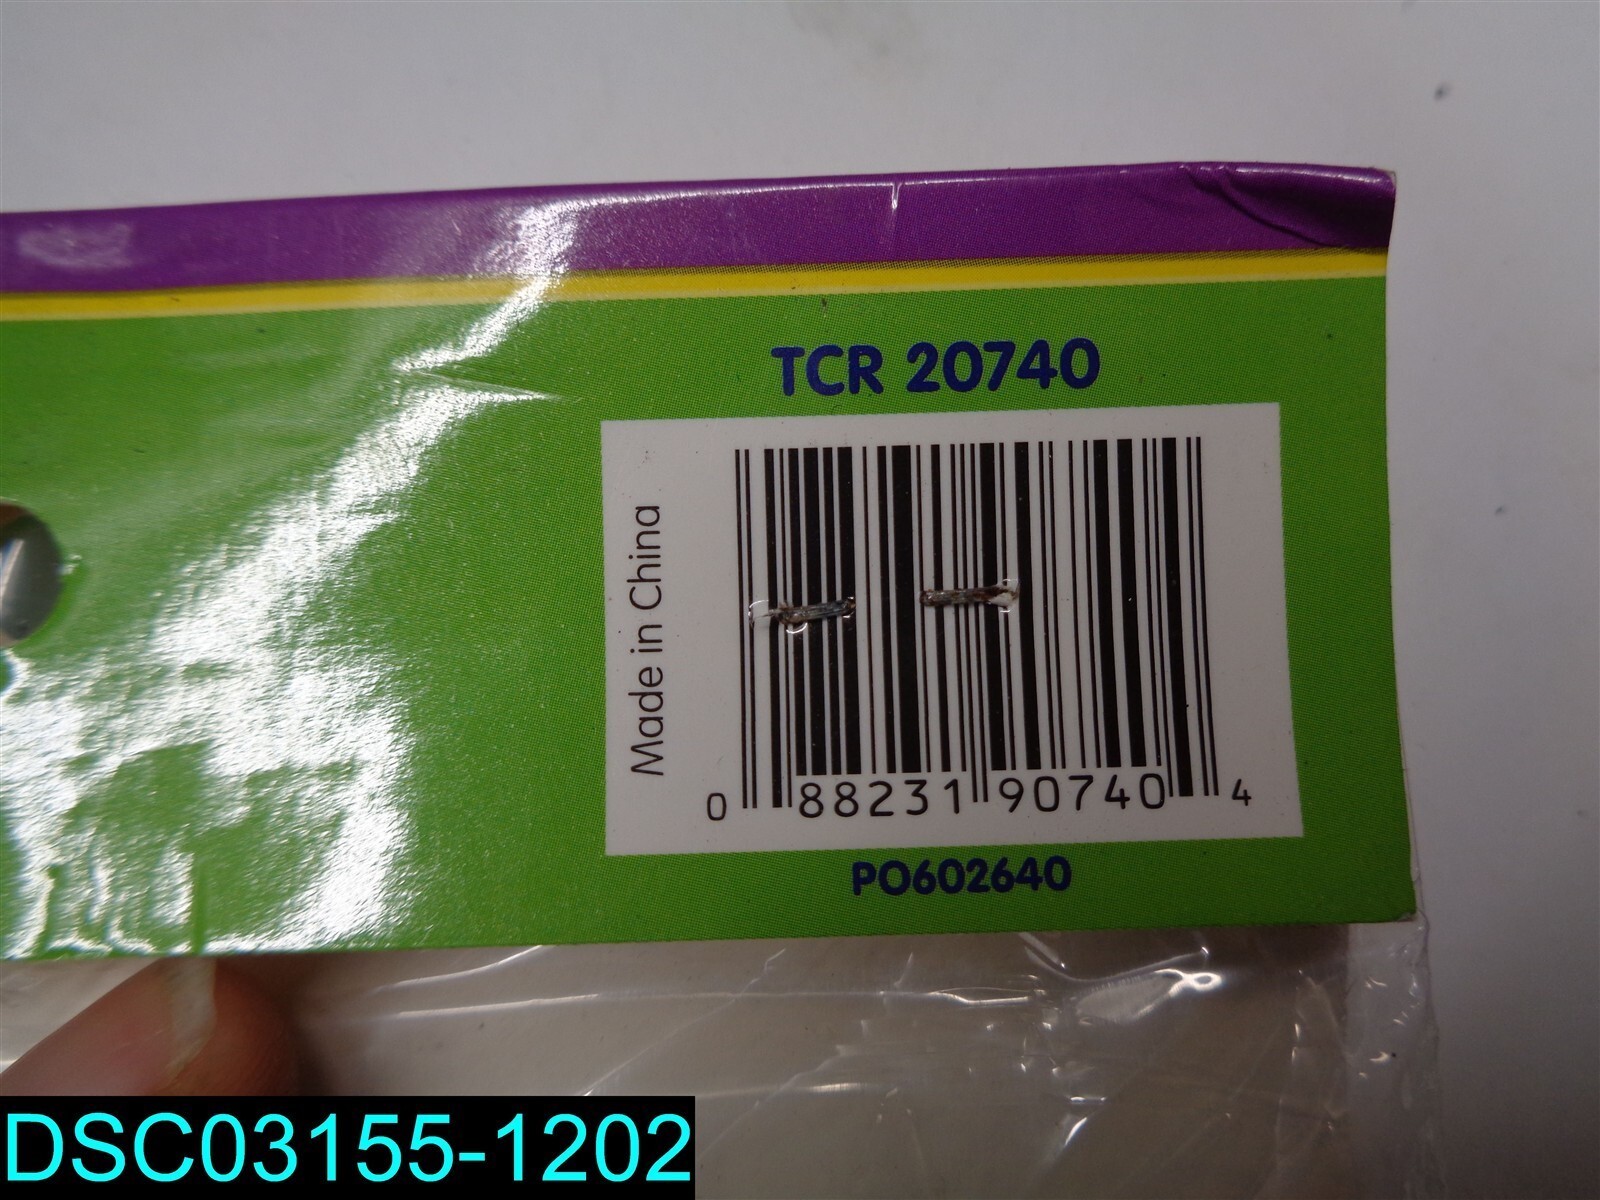 TCR 20740
Made in China
0 88231 90740 4
PO602640
DSC03155-1202